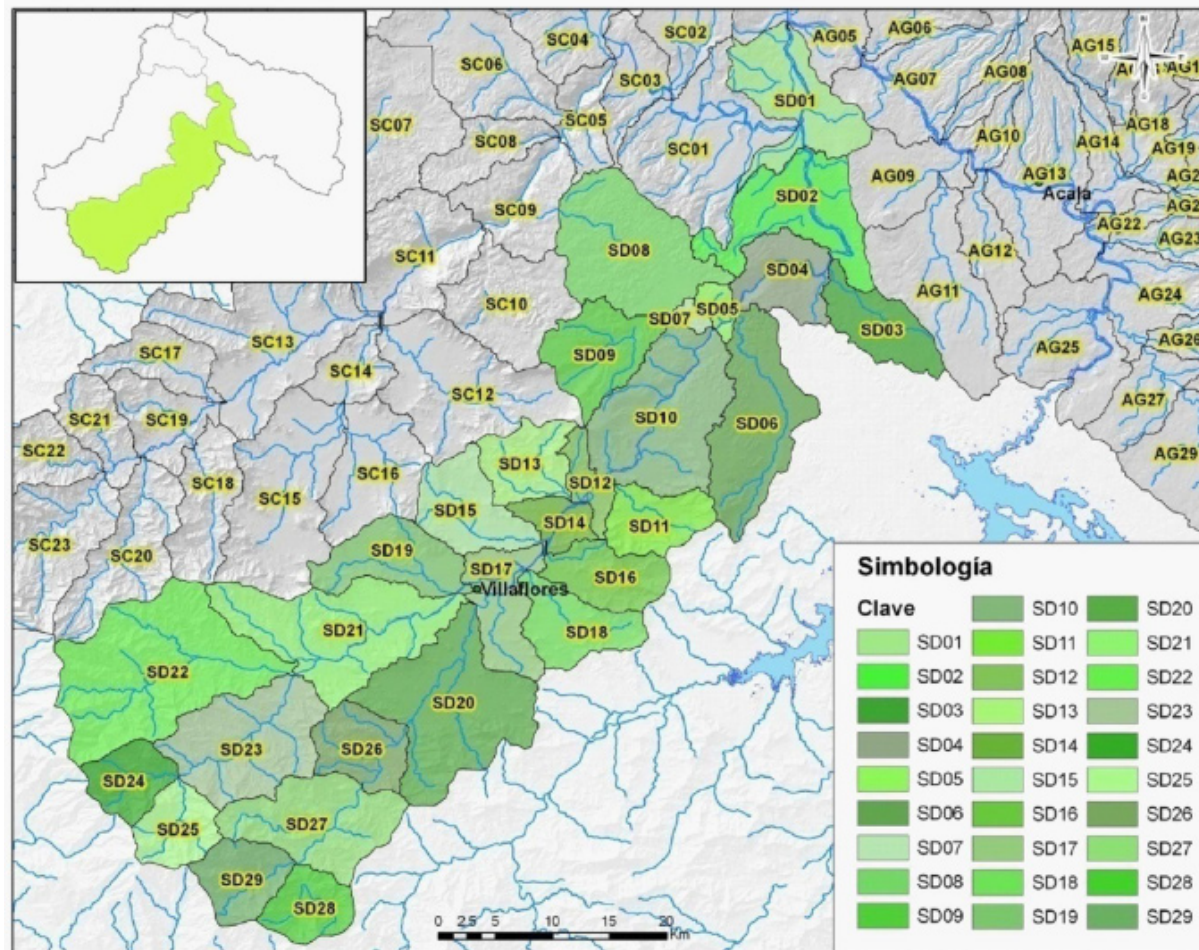 SC04
SC02
AG05
AG06
AG15
SC06
SC03
AG07
AG08
SD01
SC07
SC05
SC08
SC01
AG10
AG14
AG18
AG19
AG13
Acala
AG09
SD02
SC09
AG22
AG23
SC11
SD08
SD04
AG12
AG11
AG24
SC10
SD07
SD05
SD03
AG25
AG26
SC17
SC13
SC14
SD09
SC12
AG27
SC21
SC19
SD10
SD06
SC22
AG29
SC18
SC16
SD13
SD12
SC15
SD15
SD14
SD11
SC23
SC20
SD19
SD17
SD16
Villaflores
SD21
SD18
SD22
SD20
SD23
SD26
SD24
SD25
SD27
SD29
SD28
0 2,5 5 10 15 20
Km
Simbología
Clave
SD01
SD02
SD03
SD04
SD05
SD06
SD07
SD08
SD09
SD10
SD11
SD12
SD13
SD14
SD15
SD16
SD17
SD18
SD19
SD20
SD21
SD22
SD23
SD24
SD25
SD26
SD27
SD28
SD29